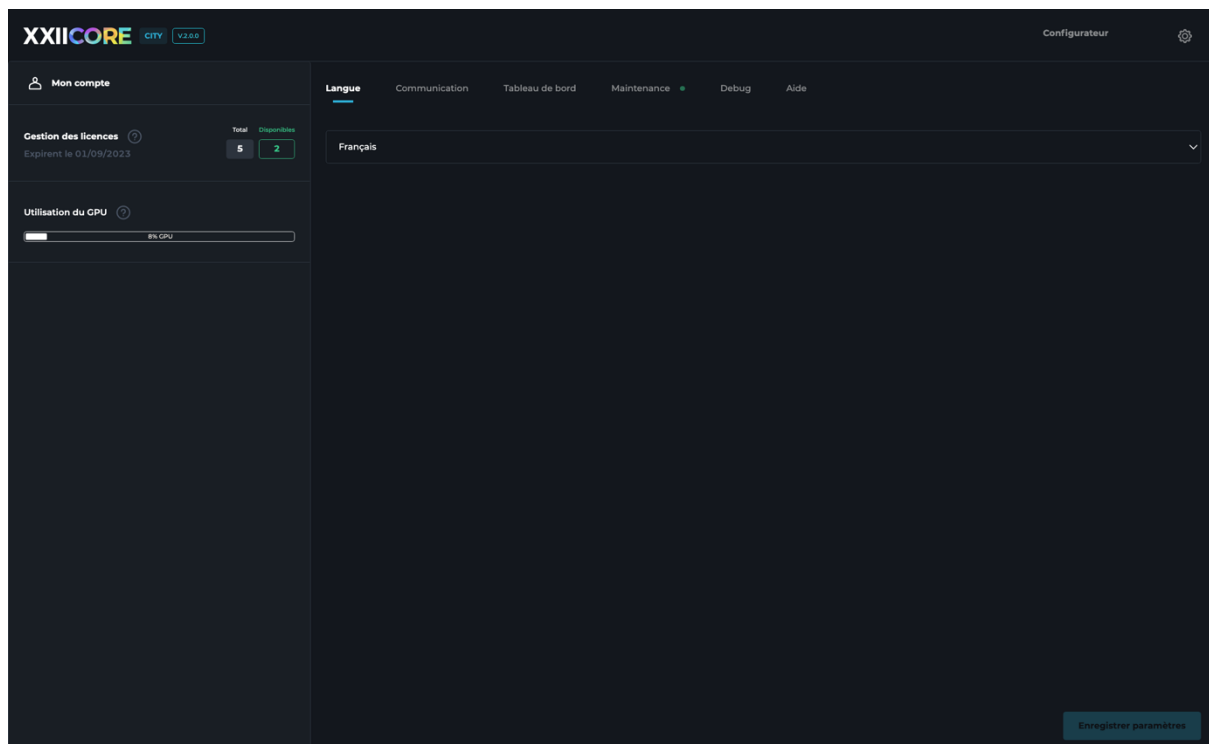 XXIICORE CITY V.2.0.0 Configurateur
Mon compte
Langue Communication Tableau de bord Maintenance Debug Aide
Total Disponibles
Gestion des licences ? 5 2
Expirent le 01/09/2023
Français
Utilisation du GPU ?
8% GPU
Enregistrer paramètres